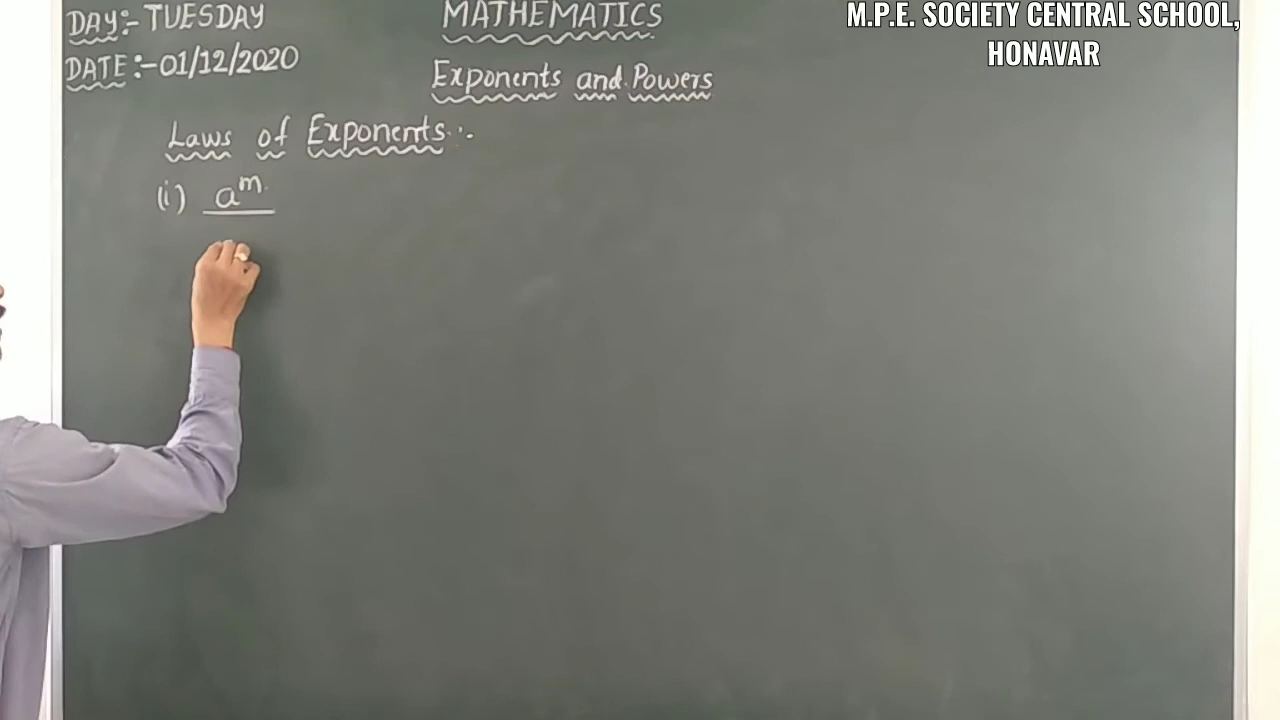 DAY:- TUESDAY
DATE:-01/12/2020
MATHEMATICS
Exponents and Powers
M.P.E. SOCIETY CENTRAL SCHOOL,
HONAVAR
Laws of Exponents:-
(i) a^m